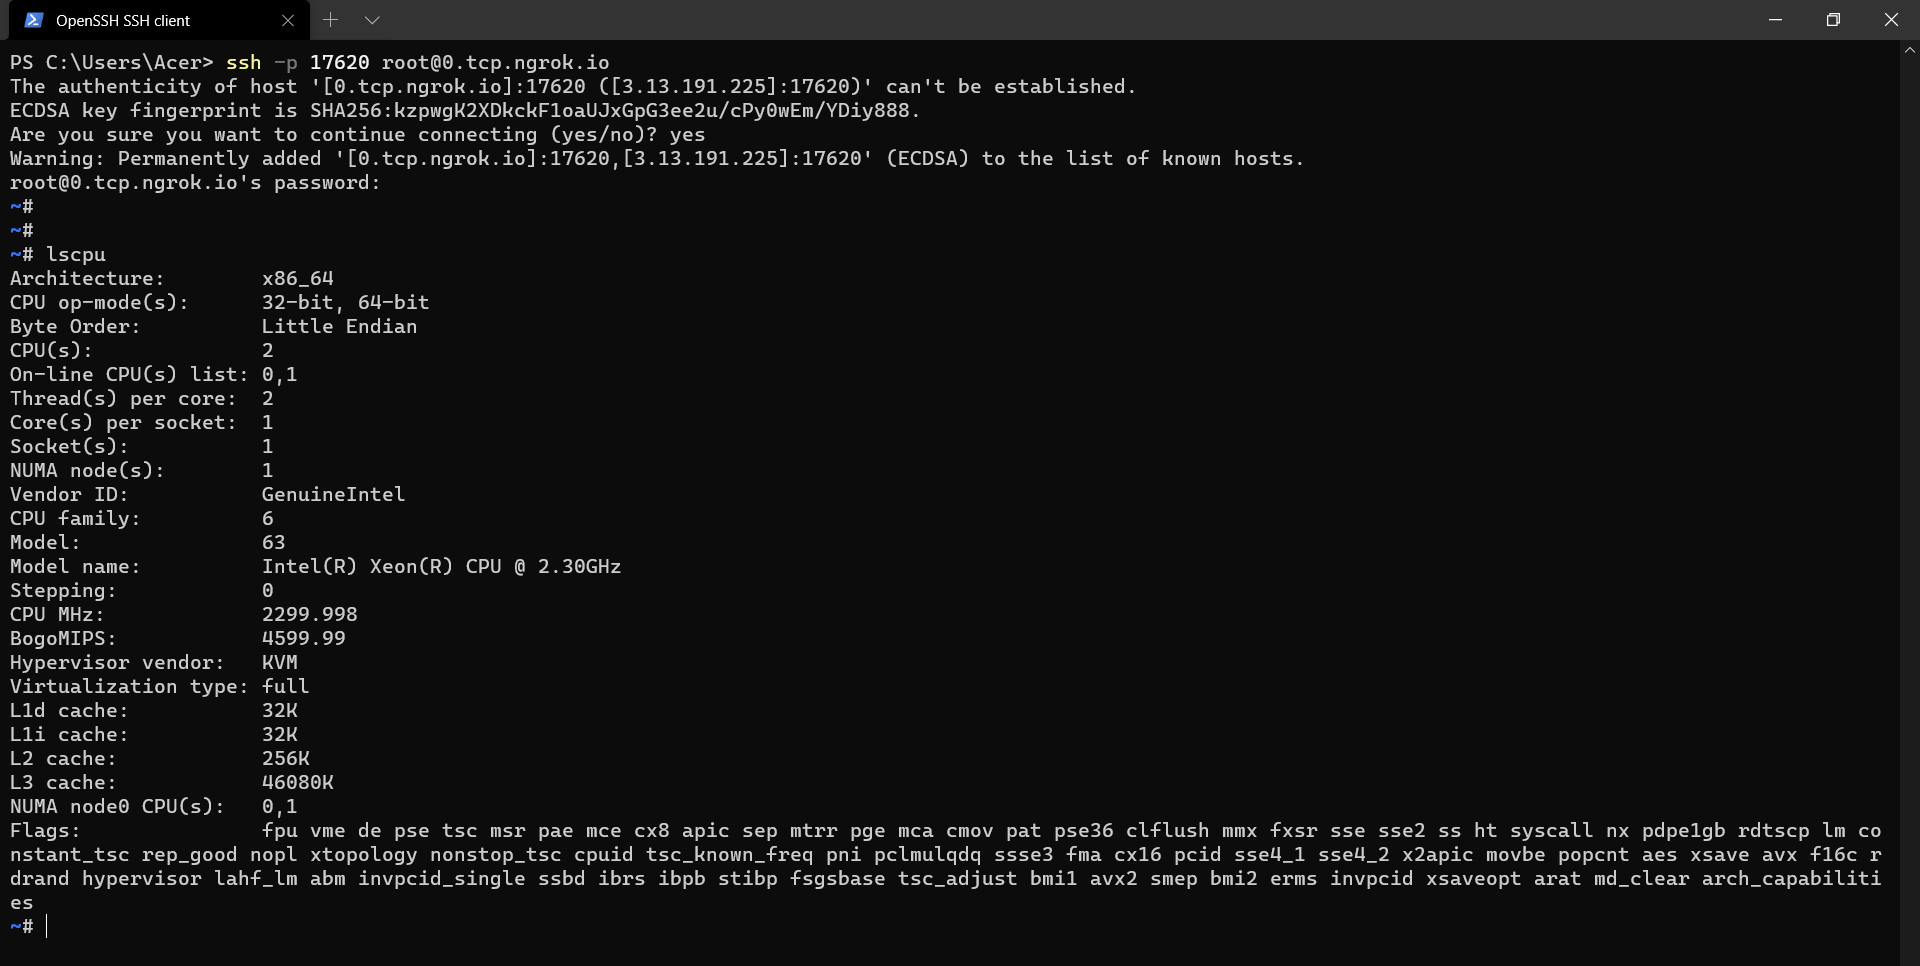 OpenSSH SSH client
PS C:\Users\Acer> ssh -p 17620 root@0.tcp.ngrok.io
The authenticity of host '[0.tcp.ngrok.io]:17620 ([3.13.191.225]:17620)' can't be established.
ECDSA key fingerprint is SHA256:kzpwgK2XDkckF1oaUJxGpG3ee2u/cPy0wEm/YDiy888.
Are you sure you want to continue connecting (yes/no)? yes
Warning: Permanently added '[0.tcp.ngrok.io]:17620,[3.13.191.225]:17620' (ECDSA) to the list of known hosts.
root@0.tcp.ngrok.io's password:
~#
~#
~# lscpu
Architecture:        x86_64
CPU op-mode(s):      32-bit, 64-bit
Byte Order:          Little Endian
CPU(s):              2
On-line CPU(s) list: 0,1
Thread(s) per core:  2
Core(s) per socket:  1
Socket(s):           1
NUMA node(s):        1
Vendor ID:           GenuineIntel
CPU family:          6
Model:               63
Model name:          Intel(R) Xeon(R) CPU @ 2.30GHz
Stepping:            0
CPU MHz:             2299.998
BogoMIPS:            4599.99
Hypervisor vendor:   KVM
Virtualization type: full
L1d cache:           32K
L1i cache:           32K
L2 cache:            256K
L3 cache:            46080K
NUMA node0 CPU(s):   0,1
Flags:               fpu vme de pse tsc msr pae mce cx8 apic sep mtrr pge mca cmov pat pse36 clflush mmx fxsr sse sse2 ss ht syscall nx pdpe1gb rdtscp lm co
nstant_tsc rep_good nopl xtopology nonstop_tsc cpuid tsc_known_freq pni pclmulqdq ssse3 fma cx16 pcid sse4_1 sse4_2 x2apic movbe popcnt aes xsave avx f16c r
drand hypervisor lahf_lm abm invpcid_single ssbd ibrs ibpb stibp fsgsbase tsc_adjust bmi1 avx2 smep bmi2 erms invpcid xsaveopt arat md_clear arch_capabiliti
es
~#